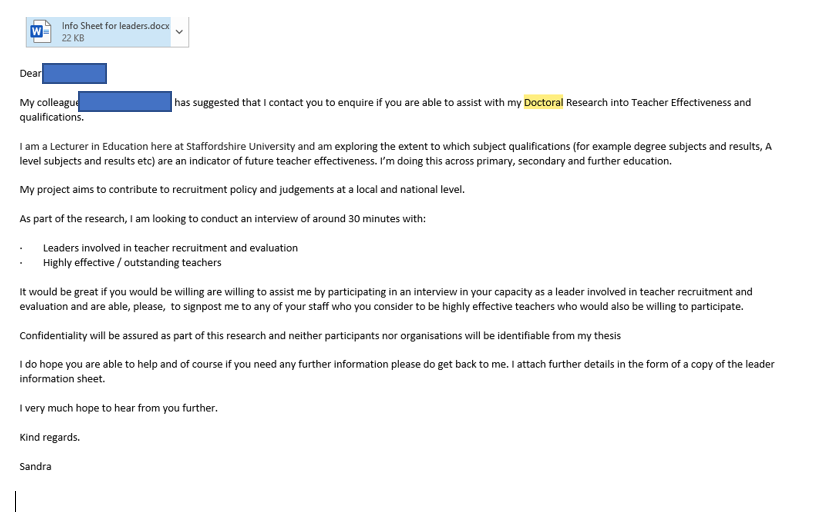 Info Sheet for leaders.docx
22 KB
Dear
My colleague has suggested that I contact you to enquire if you are able to assist with my Doctoral Research into Teacher Effectiveness and
qualifications.
I am a Lecturer in Education here at Staffordshire University and am exploring the extent to which subject qualifications (for example degree subjects and results, A
level subjects and results etc) are an indicator of future teacher effectiveness. I'm doing this across primary, secondary and further education.
My project aims to contribute to recruitment policy and judgements at a local and national level.
As part of the research, I am looking to conduct an interview of around 30 minutes with:
· Leaders involved in teacher recruitment and evaluation
· Highly effective / outstanding teachers
It would be great if you would be willing are willing to assist me by participating in an interview in your capacity as a leader involved in teacher recruitment and
evaluation and are able, please, to signpost me to any of your staff who you consider to be highly effective teachers who would also be willing to participate.
Confidentiality will be assured as part of this research and neither participants nor organisations will be identifiable from my thesis
I do hope you are able to help and of course if you need any further information please do get back to me. I attach further details in the form of a copy of the leader
information sheet.
I very much hope to hear from you further.
Kind regards.
Sandra